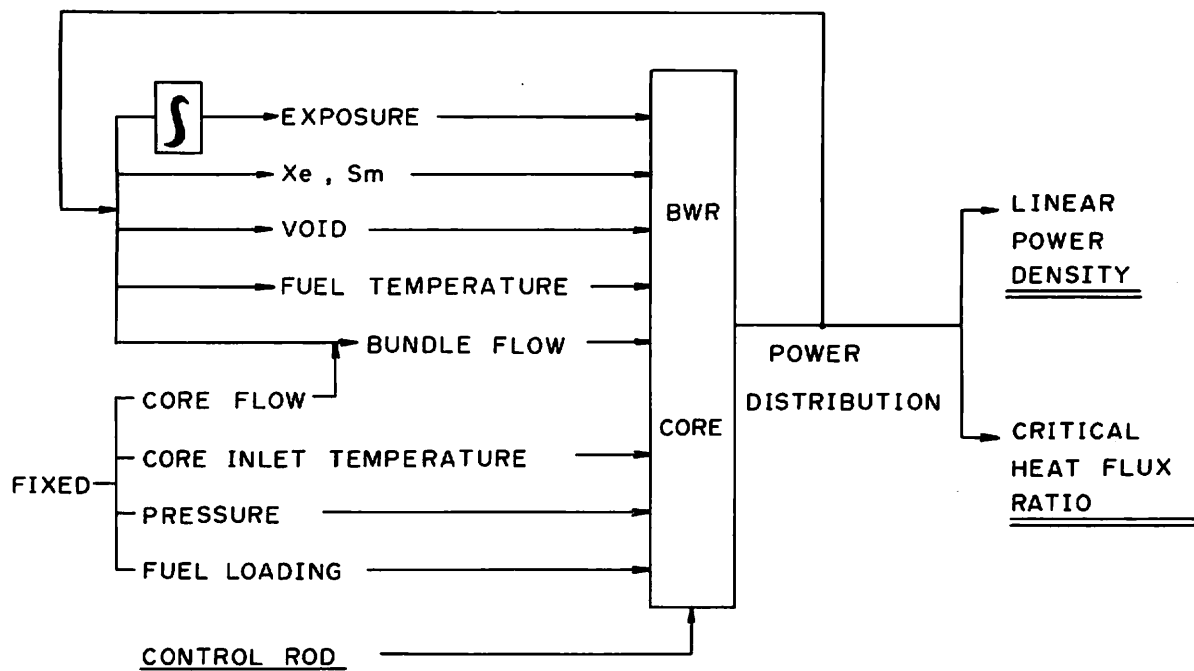 EXPOSURE
Xe , Sm
VOID
FUEL TEMPERATURE
BUNDLE FLOW
FIXED
CORE FLOW
CORE INLET TEMPERATURE
PRESSURE
FUEL LOADING
CONTROL ROD
BWR
CORE
POWER
DISTRIBUTION
LINEAR
POWER
DENSITY
CRITICAL
HEAT FLUX
RATIO